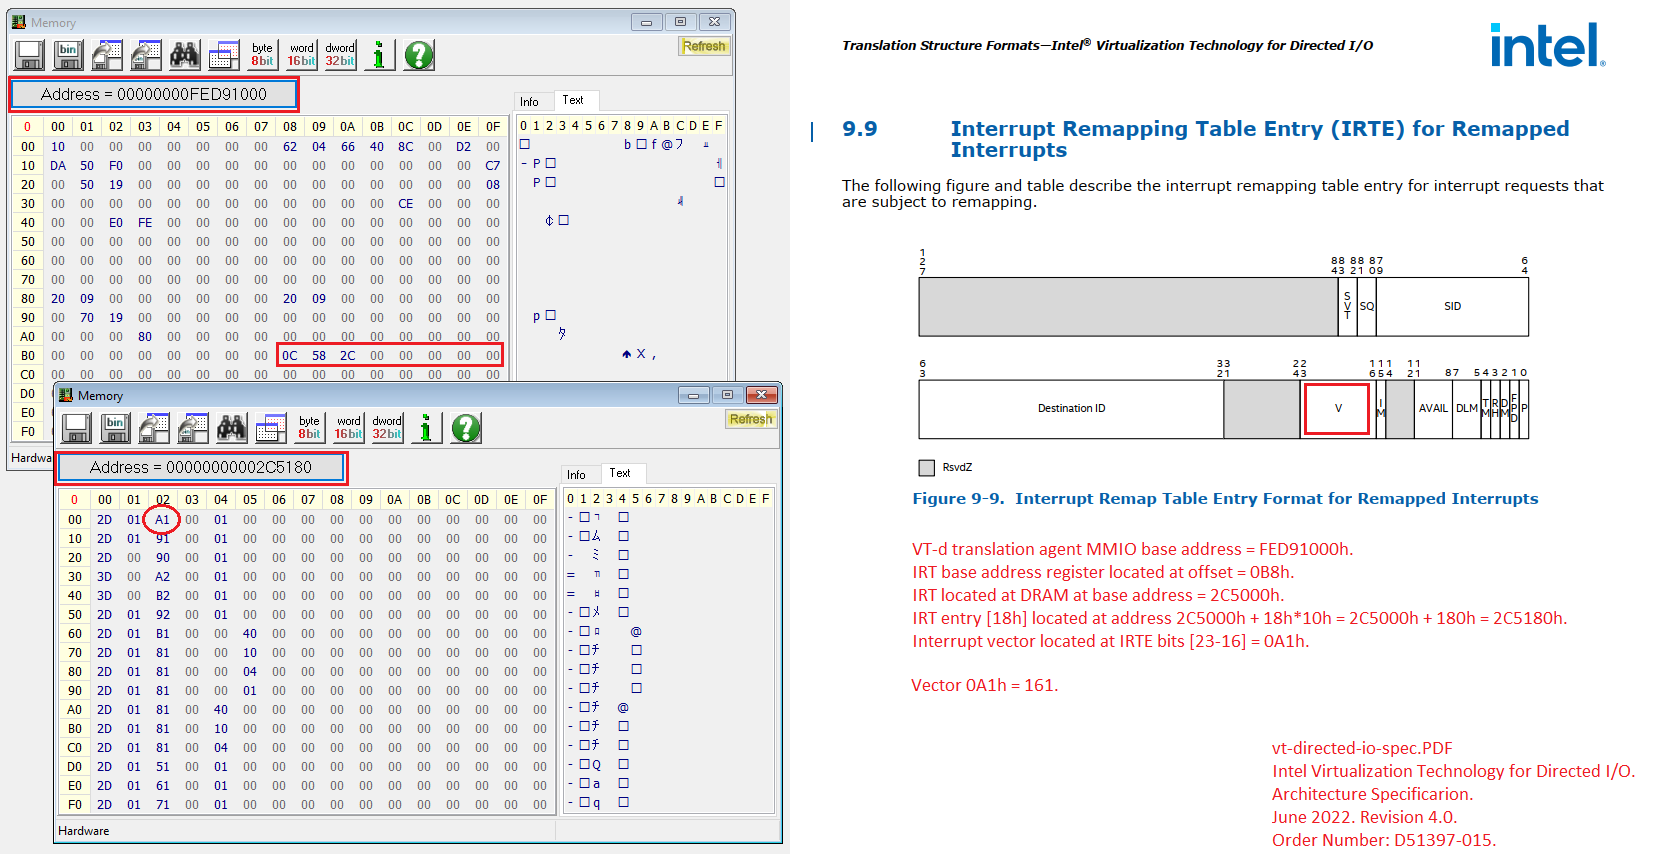 Memory
byte 8bit
word 16bit
dword 32bit
Refresh
Address = 00000000FED91000
Info
Text
0 00 01 02 03 04 05 06 07 08 09 0A 0B 0C 0D 0E 0F
0 1 2 3 4 5 6 7 8 9 A B C D E F
00 10 00 00 00 00 00 00 00 62 04 66 40 8C 00 D2 00
10 DA 50 F0 00 00 00 00 00 00 00 00 00 00 00 00 C7
20 00 50 19 00 00 00 00 00 00 00 00 00 00 00 00 08
30 00 00 00 00 00 00 00 00 00 00 00 00 CE 00 00 00
40 00 00 E0 FE 00 00 00 00 00 00 00 00 00 00 00 00
50 00 00 00 00 00 00 00 00 00 00 00 00 00 00 00 00
60 00 00 00 00 00 00 00 00 00 00 00 00 00 00 00 00
70 00 00 00 00 00 00 00 00 00 00 00 00 00 00 00 00
80 20 09 00 00 00 00 00 00 20 09 00 00 00 00 00 00
90 00 70 19 00 00 00 00 00 00 00 00 00 00 00 00 00
A0 00 00 00 80 00 00 00 00 00 00 00 00 00 00 00 00
B0 00 00 00 00 00 00 00 00 0C 58 2C 00 00 00 00 00
C0 00 00 00 00 00 00 00 00 00 00 00 00 00 00 00 00
D0
E0
F0
b f @
P
P
p
X ,
Memory
byte 8bit
word 16bit
dword 32bit
Refresh
Address = 00000000002C5180
Info
Text
0 00 01 02 03 04 05 06 07 08 09 0A 0B 0C 0D 0E 0F
0 1 2 3 4 5 6 7 8 9 A B C D E F
00 2D 01 A1 00 01 00 00 00 00 00 00 00 00 00 00 00
10 2D 01 91 00 01 00 00 00 00 00 00 00 00 00 00 00
20 2D 00 90 00 01 00 00 00 00 00 00 00 00 00 00 00
30 3D 00 A2 00 01 00 00 00 00 00 00 00 00 00 00 00
40 3D 00 B2 00 01 00 00 00 00 00 00 00 00 00 00 00
50 2D 01 92 00 01 00 00 00 00 00 00 00 00 00 00 00
60 2D 01 B1 00 00 40 00 00 00 00 00 00 00 00 00 00
70 2D 01 81 00 00 10 00 00 00 00 00 00 00 00 00 00
80 2D 01 81 00 00 04 00 00 00 00 00 00 00 00 00 00
90 2D 01 81 00 00 01 00 00 00 00 00 00 00 00 00 00
A0 2D 01 81 00 40 00 00 00 00 00 00 00 00 00 00 00
B0 2D 01 81 00 10 00 00 00 00 00 00 00 00 00 00 00
C0 2D 01 81 00 04 00 00 00 00 00 00 00 00 00 00 00
D0 2D 01 51 00 01 00 00 00 00 00 00 00 00 00 00 00
E0 2D 01 61 00 01 00 00 00 00 00 00 00 00 00 00 00
F0 2D 01 71 00 01 00 00 00 00 00 00 00 00 00 00 00
Hardware
Translation Structure Formats—Intel® Virtualization Technology for Directed I/O
intel.
9.9 Interrupt Remapping Table Entry (IRTE) for Remapped
Interrupts
The following figure and table describe the interrupt remapping table entry for interrupt requests that
are subject to remapping.
127 84 83 82 81 80 79 64
SVT SQ SID
63 32 31 24 23 16 15 14 12 11 8 7 5 4 3 2 1 0
Destination ID V IM AVAIL DLM TM RH DM FPD P
RsvdZ
Figure 9-9. Interrupt Remap Table Entry Format for Remapped Interrupts
VT-d translation agent MMIO base address = FED91000h.
IRT base address register located at offset = 0B8h.
IRT located at DRAM at base address = 2C5000h.
IRT entry [18h] located at address 2C5000h + 18h*10h = 2C5000h + 180h = 2C5180h.
Interrupt vector located at IRTE bits [23-16] = 0A1h.
Vector 0A1h = 161.
vt-directed-io-spec.PDF
Intel Virtualization Technology for Directed I/O.
Architecture Specificarion.
June 2022. Revision 4.0.
Order Number: D51397-015.